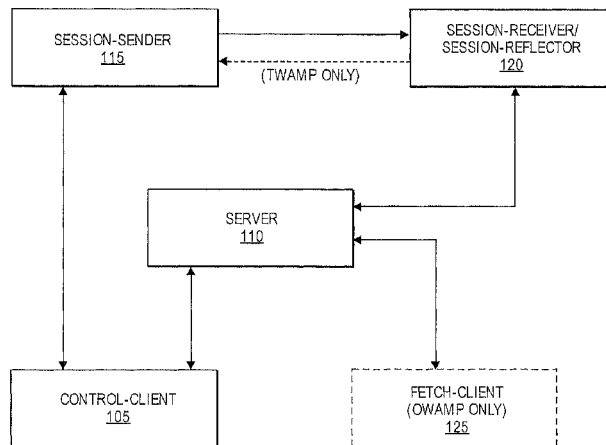 SESSION-SENDER
115
SESSION-RECEIVER/
SESSION-REFLECTOR
120
(TWAMP ONLY)
SERVER
110
CONTROL-CLIENT
105
FETCH-CLIENT
(OWAMP ONLY)
125